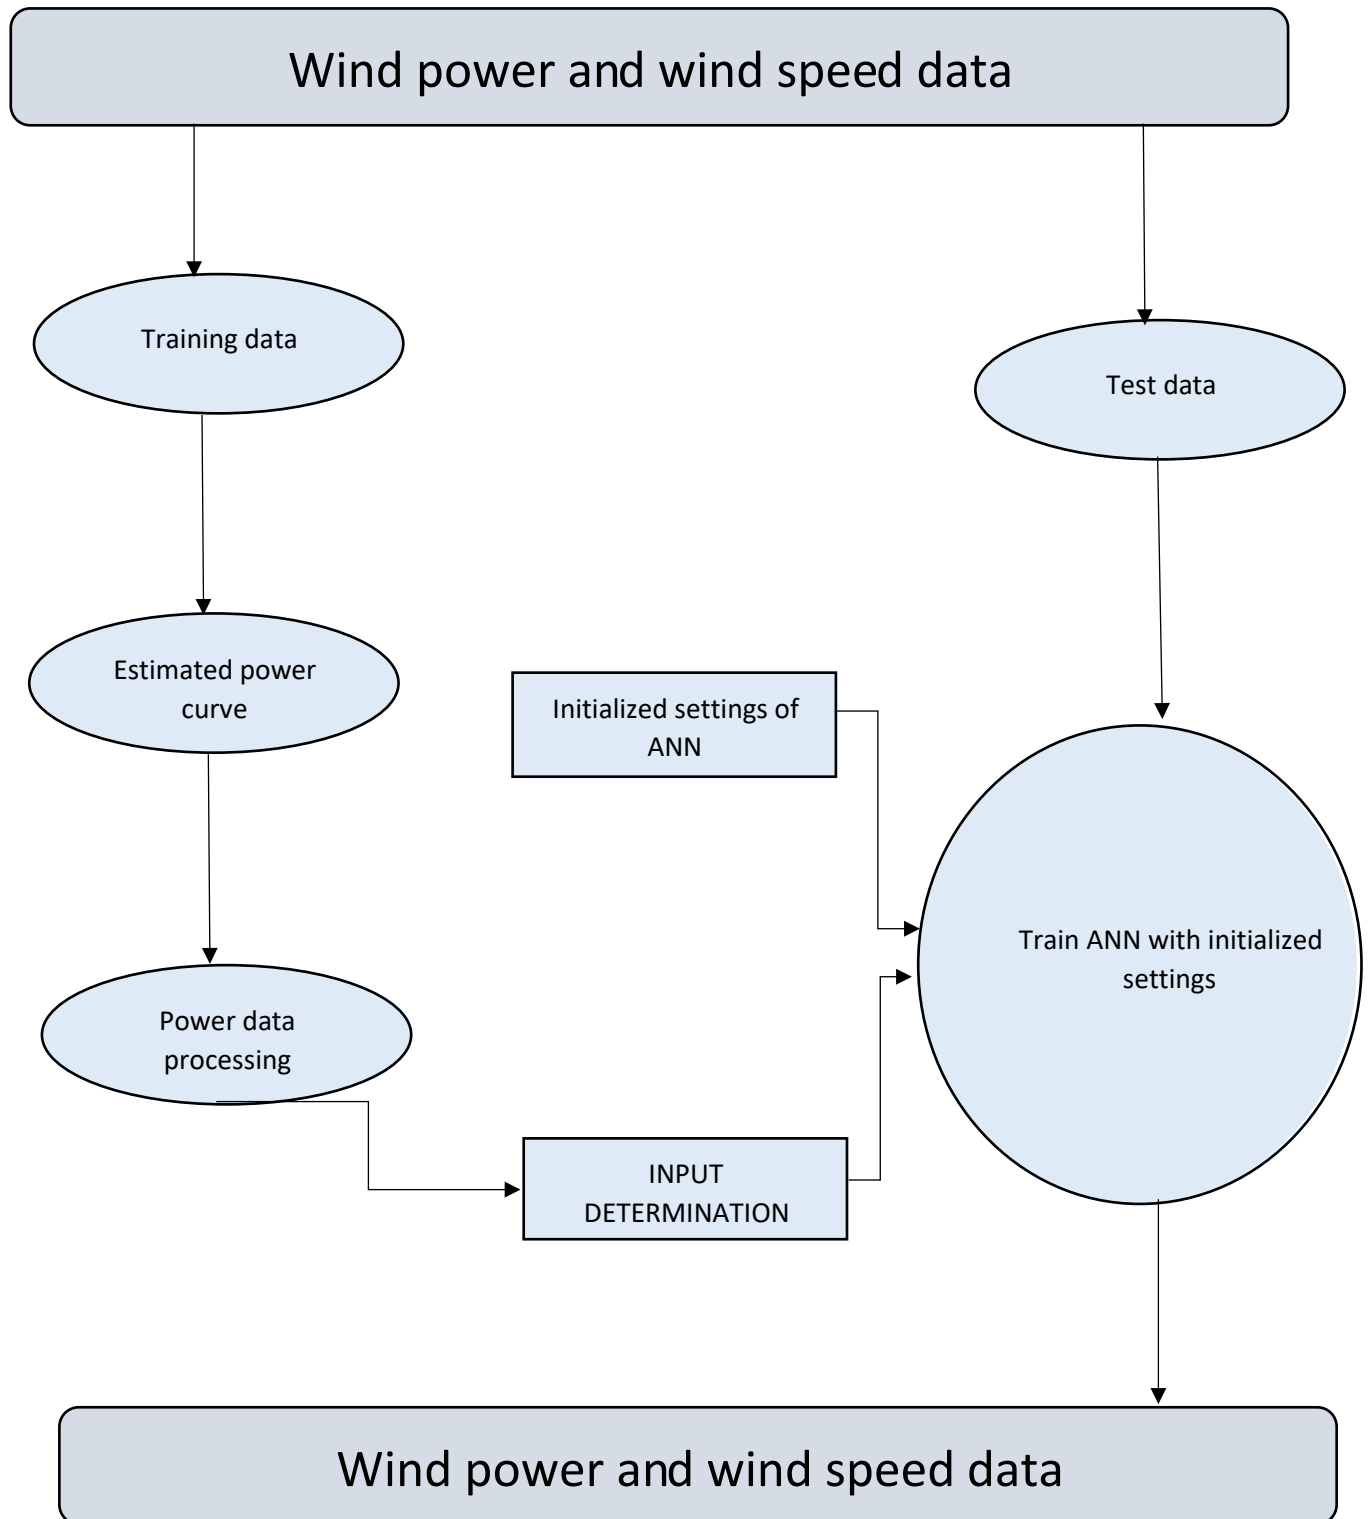 Wind power and wind speed data
Training data
Test data
Estimated power
curve
Initialized settings of
ANN
Train ANN with initialized
settings
Power data
processing
INPUT
DETERMINATION
Wind power and wind speed data